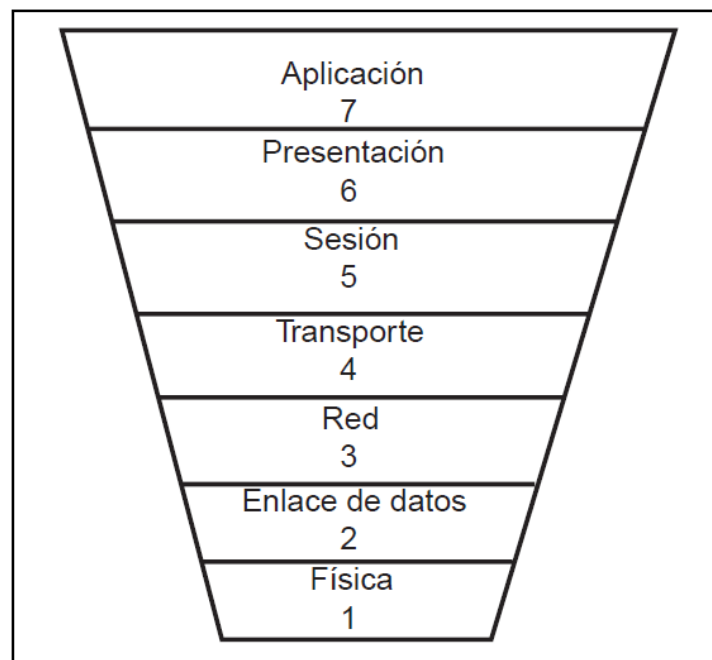 Aplicación
7
Presentación
6
Sesión
5
Transporte
4
Red
3
Enlace de datos
2
Física
1